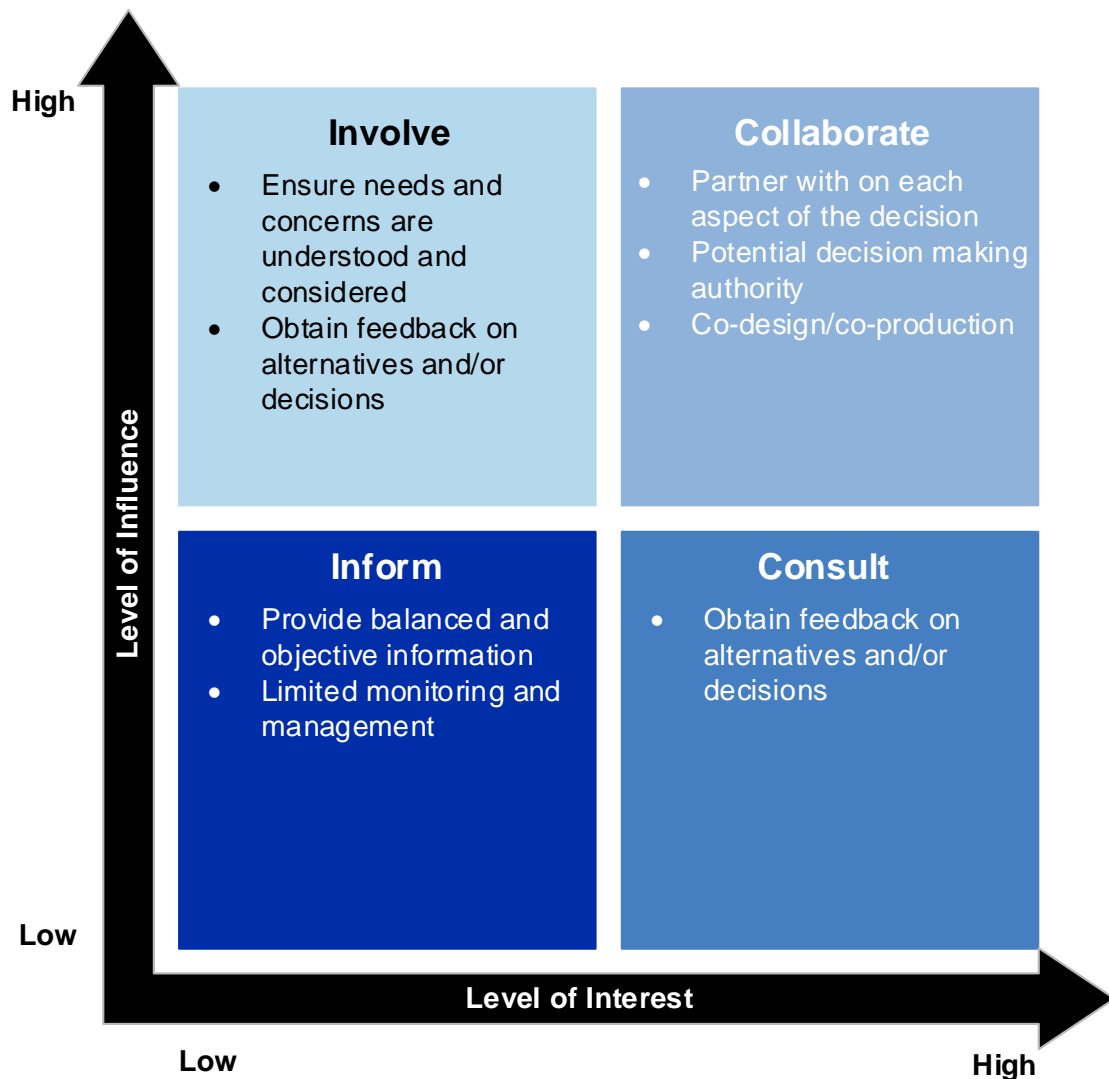 High
Involve
• Ensure needs and
concerns are
understood and
considered
• Obtain feedback on
alternatives and/or
decisions
Collaborate
• Partner with on each
aspect of the decision
• Potential decision making
authority
• Co-design/co-production
Level of Influence
Inform
• Provide balanced and
objective information
• Limited monitoring and
management
Consult
• Obtain feedback on
alternatives and/or
decisions
Low
Level of Interest
Low
High